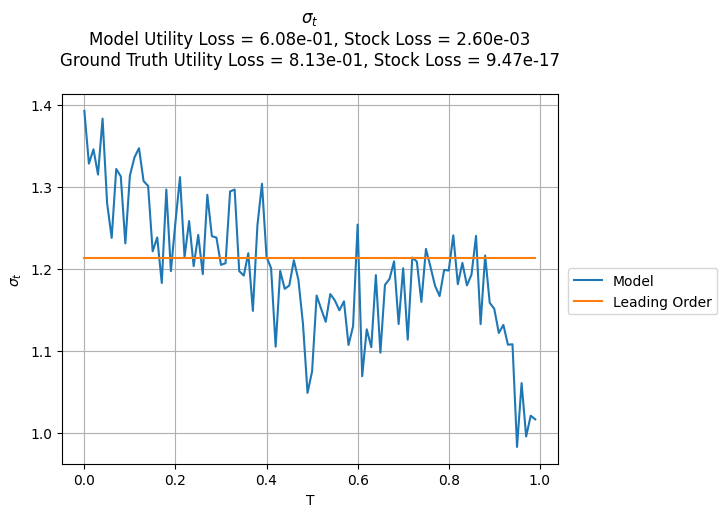 σt
Model Utility Loss = 6.08e-01, Stock Loss = 2.60e-03
Ground Truth Utility Loss = 8.13e-01, Stock Loss = 9.47e-17
1.4
1.3
1.2
1.1
1.0
σt
0.0 0.2 0.4 0.6 0.8 1.0
T
Model
Leading Order